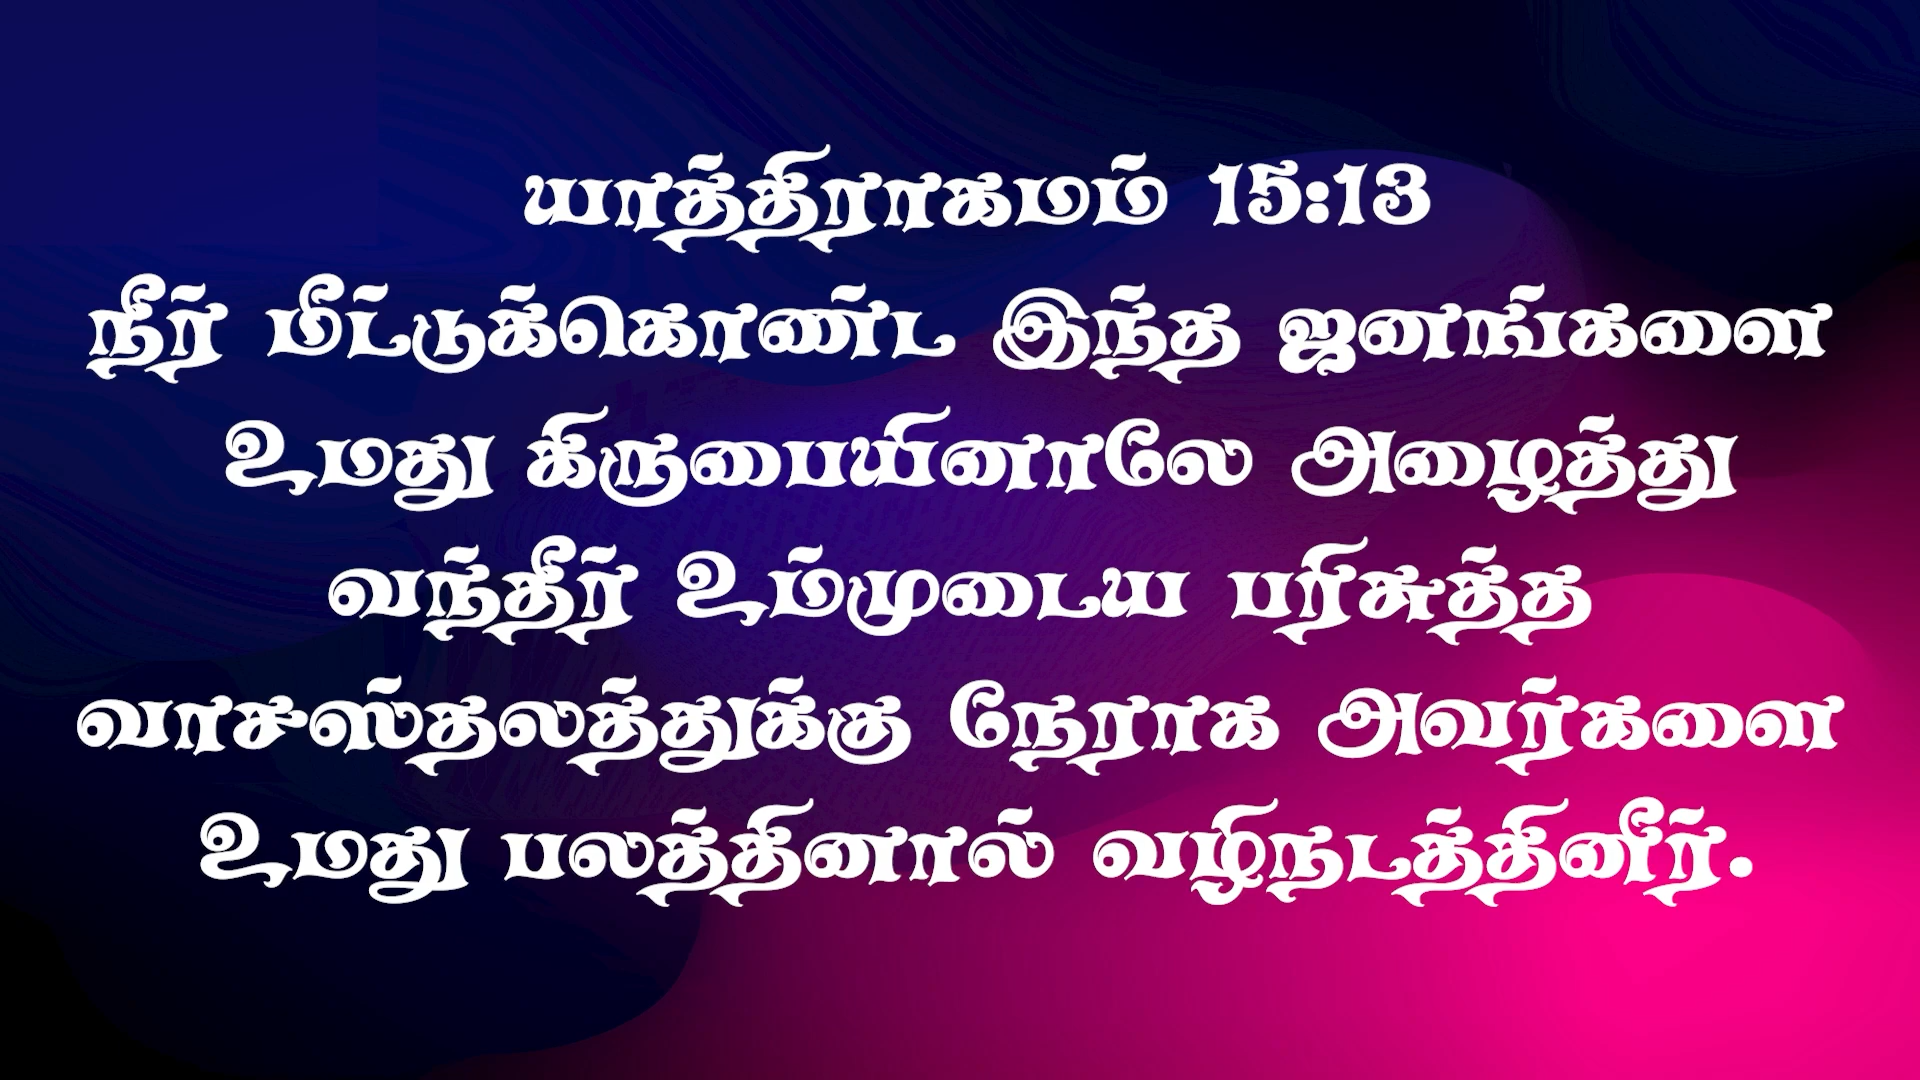 யாத்திராகமம் 15:13
நீர் மீட்டுக்கொண்ட இந்த ஜனங்களை
உமது கிருபையினாலே அழைத்து
வந்தீர் உம்முடைய பரிசுத்த
வாசஸ்தலத்துக்கு நேராக அவர்களை
உமது பலத்தினால் வழிநடத்தினீர்.